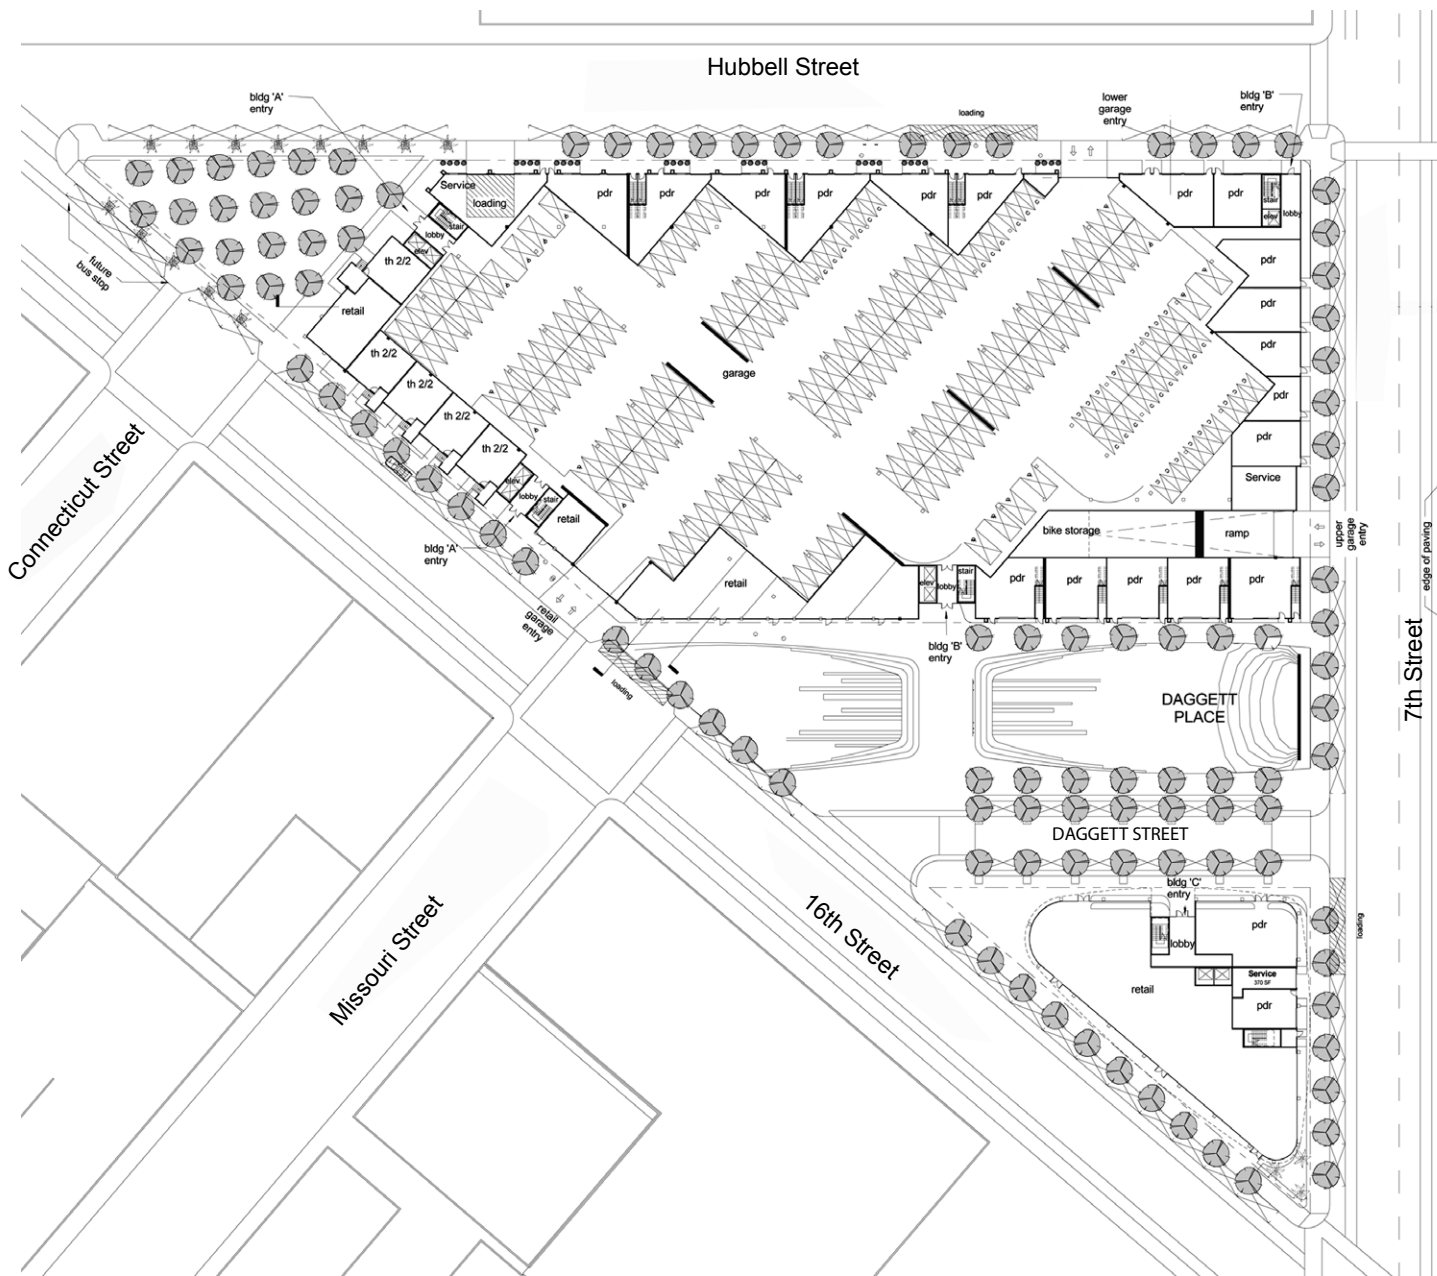 Hubbell Street
bldg 'A'
entry
loading
lower
garage
entry
bldg 'B'
entry
Service
loading
pdr
pdr
pdr
pdr
pdr
pdr
pdr
pdr
stair
elev
lobby
stair
lobby
elev
th 2/2
future
bus stop
retail
th 2/2
th 2/2
th 2/2
th 2/2
garage
pdr
pdr
pdr
pdr
pdr
Service
elev
lobby
stair
retail
bldg 'A'
entry
bike storage
ramp
upper
garage
entry
edge of paving
retail
elev
lobby
stair
pdr
pdr
pdr
pdr
pdr
retail
garage
entry
bldg 'B'
entry
loading
DAGGETT
PLACE
7th Street
Connecticut Street
DAGGETT STREET
bldg 'C'
entry
Missouri Street
16th Street
pdr
lobby
loading
Service
370 SF
retail
pdr